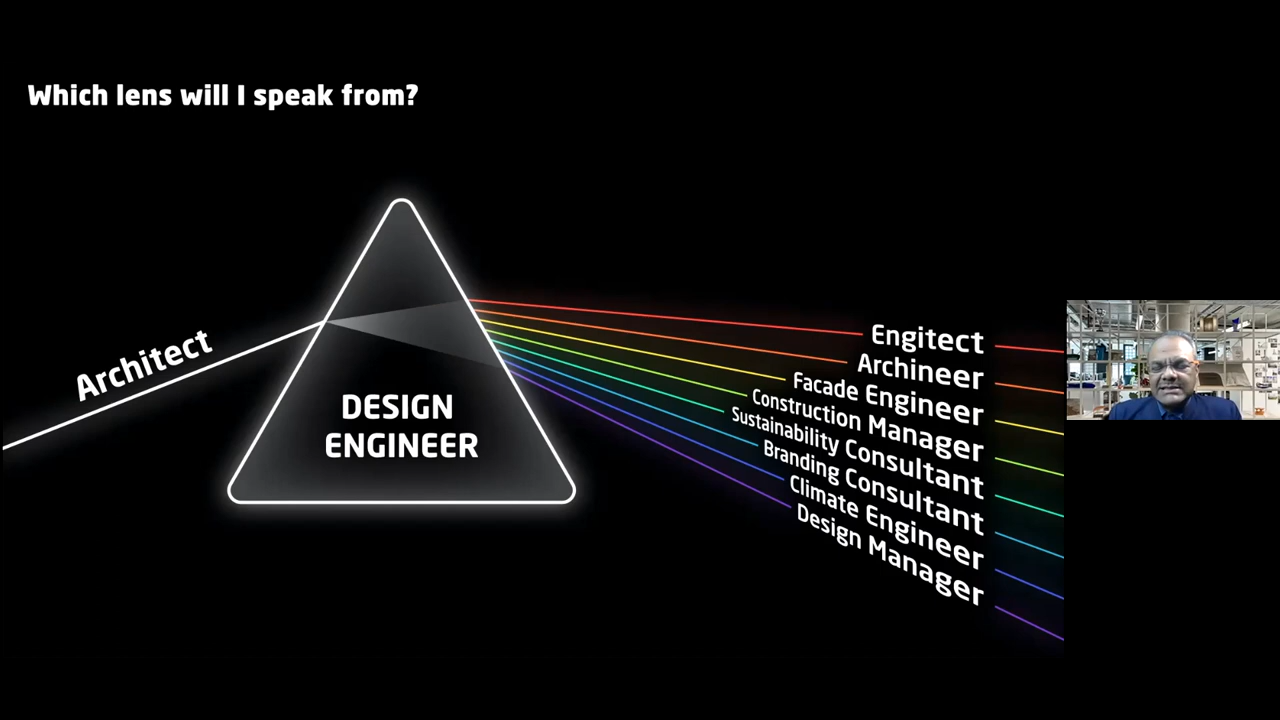 Which lens will I speak from?
Architect
DESIGN
ENGINEER
Engitect
Archineer
Facade Engineer
Construction Manager
Sustainability Consultant
Branding Consultant
Climate Engineer
Design Manager